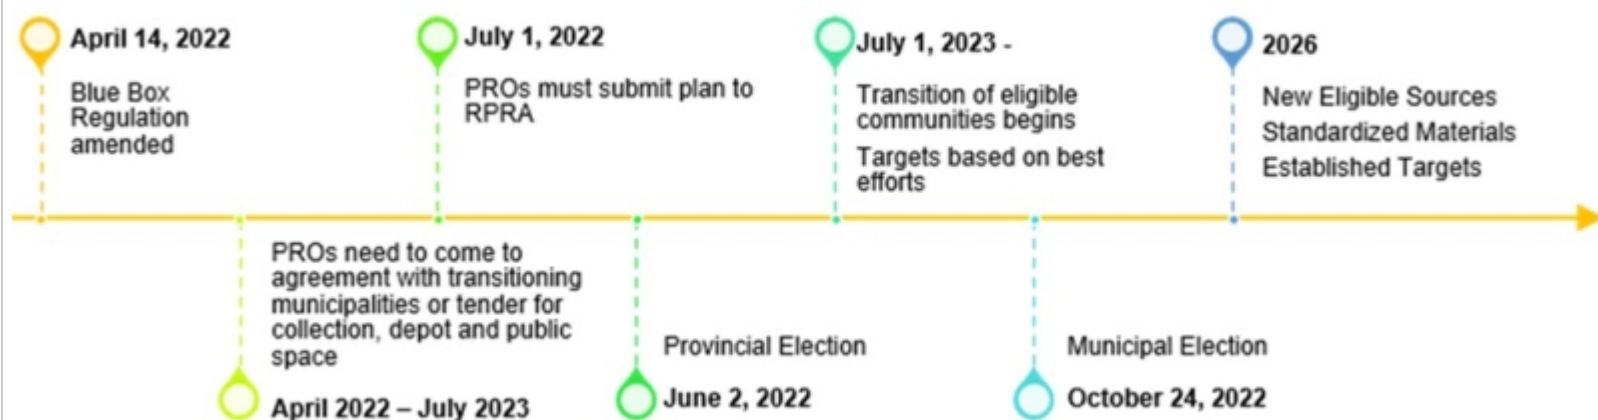 April 14, 2022
Blue Box
Regulation
amended
July 1, 2022
PROs must submit plan to
RPRA
July 1, 2023 -
Transition of eligible
communities begins
Targets based on best
efforts
2026
New Eligible Sources
Standardized Materials
Established Targets
PROs need to come to
agreement with transitioning
municipalities or tender for
collection, depot and public
space
April 2022 – July 2023
Provincial Election
June 2, 2022
Municipal Election
October 24, 2022